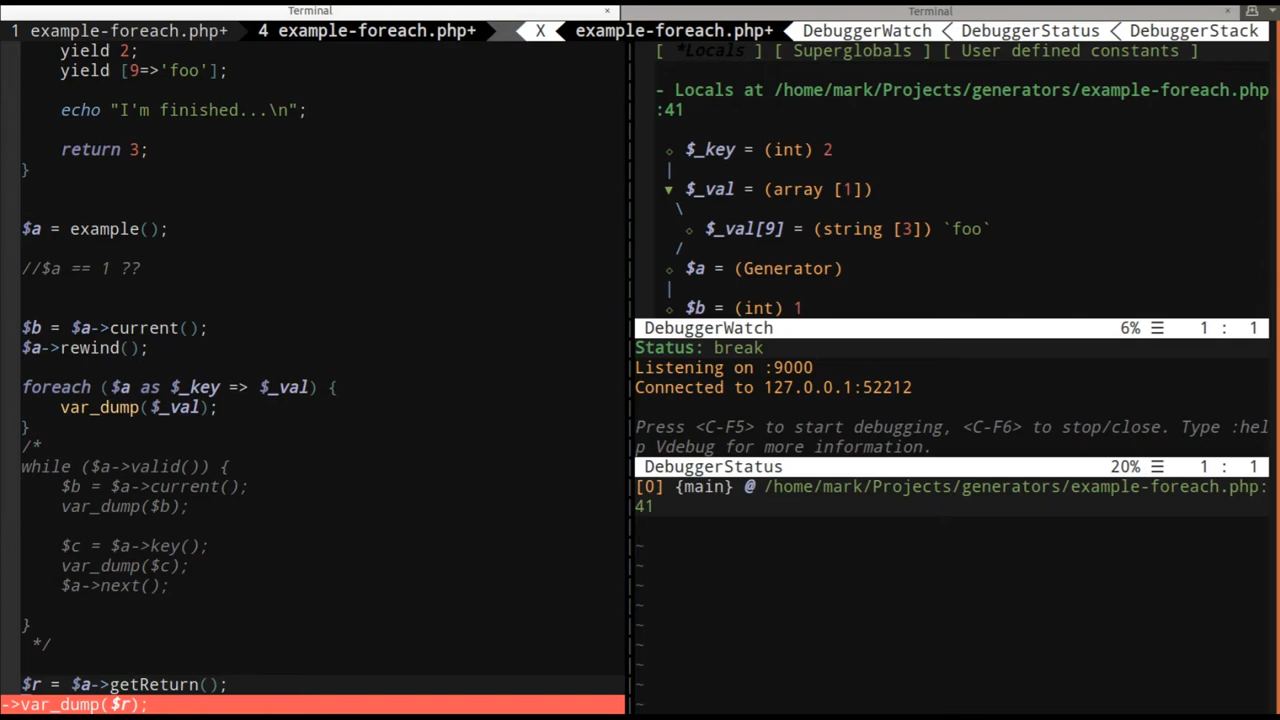 Terminal ×
1 example-foreach.php+ 4 example-foreach.php+ X example-foreach.php+
yield 2;
yield [9=>'foo'];
echo "I'm finished...\n";
return 3;
}
$a = example();
//$a == 1 ??
$b = $a->current();
$a->rewind();
foreach ($a as $_key => $_val) {
var_dump($_val);
}
/*
while ($a->valid()) {
$b = $a->current();
var_dump($b);
$c = $a->key();
var_dump($c);
$a->next();
}
*/
$r = $a->getReturn();
->var_dump($r);
Terminal ×
DebuggerWatch DebuggerStatus DebuggerStack
[ *Locals ] [ Superglobals ] [ User defined constants ]
- Locals at /home/mark/Projects/generators/example-foreach.php
:41
◇ $_key = (int) 2
|
▼ $_val = (array [1])
\
◇ $_val[9] = (string [3]) `foo`
/
◇ $a = (Generator)
|
◇ $b = (int) 1
DebuggerWatch 6% ☰ 1 : 1
Status: break
Listening on :9000
Connected to 127.0.0.1:52212
Press <C-F5> to start debugging, <C-F6> to stop/close. Type :hel
p Vdebug for more information.
DebuggerStatus 20% ☰ 1 : 1
[0] {main} @ /home/mark/Projects/generators/example-foreach.php:
41
~
~
~
~
~
~
~
~
~